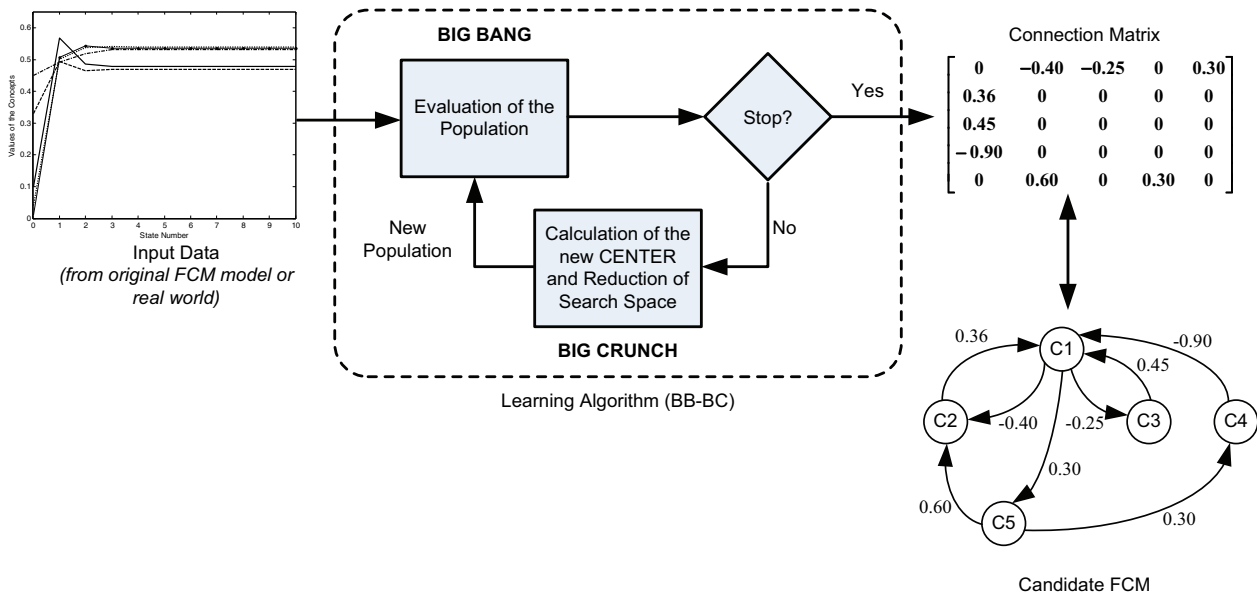 0.6
0.5
0.4
0.3
0.2
0.1
0
Values of the Concepts
0 1 2 3 4 5 6 7 8 9 10
State Number
Input Data
(from original FCM model or
real world)
BIG BANG
Evaluation of the
Population
Stop?
Yes
No
New
Population
Calculation of the
new CENTER
and Reduction of
Search Space
BIG CRUNCH
Learning Algorithm (BB-BC)
Connection Matrix
0 −0.40 −0.25 0 0.30
0.36 0 0 0 0
0.45 0 0 0 0
−0.90 0 0 0 0
0 0.60 0 0.30 0
0.36
C1
-0.90
0.45
C2
-0.40
-0.25
C3
C4
0.30
0.60
C5
0.30
Candidate FCM